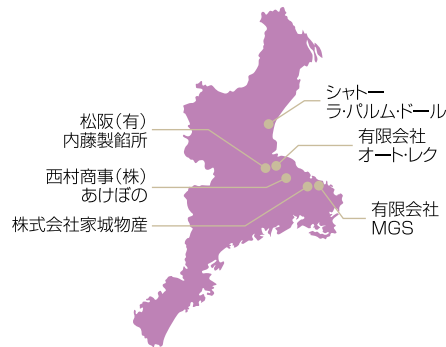 シャトー
ラ・パルム・ドール
松阪（有）
内藤製餡所
有限会社
オート・レク
西村商事（株）
あけぼの
株式会社家城物産
有限会社
MGS